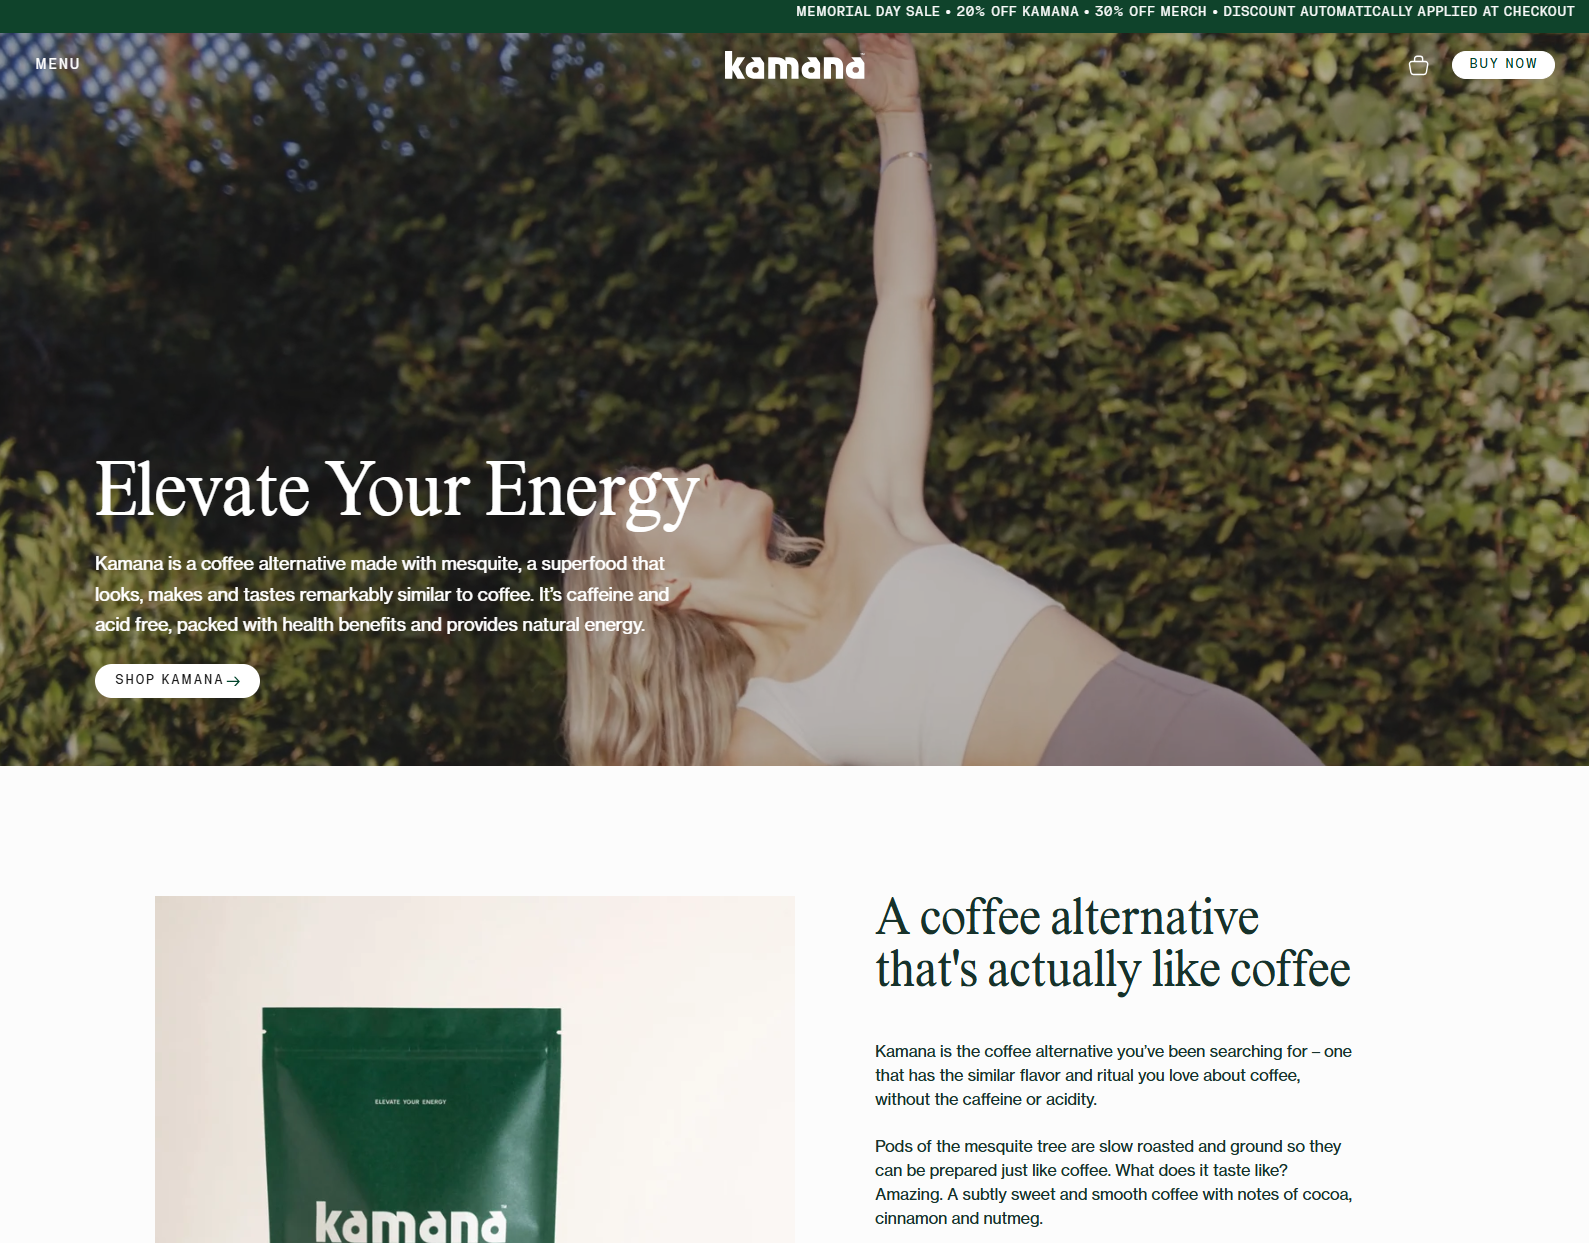 MEMORIAL DAY SALE • 20% OFF KAMANA • 30% OFF MERCH • DISCOUNT AUTOMATICALLY APPLIED AT CHECKOUT
MENU
kamana™
BUY NOW
Elevate Your Energy
Kamana is a coffee alternative made with mesquite, a superfood that
looks, makes and tastes remarkably similar to coffee. It’s caffeine and
acid free, packed with health benefits and provides natural energy.
SHOP KAMANA→
A coffee alternative
that's actually like coffee
Kamana is the coffee alternative you’ve been searching for – one
that has the similar flavor and ritual you love about coffee,
without the caffeine or acidity.
Pods of the mesquite tree are slow roasted and ground so they
can be prepared just like coffee. What does it taste like?
Amazing. A subtly sweet and smooth coffee with notes of cocoa,
cinnamon and nutmeg.
ELEVATE YOUR ENERGY
kamana™